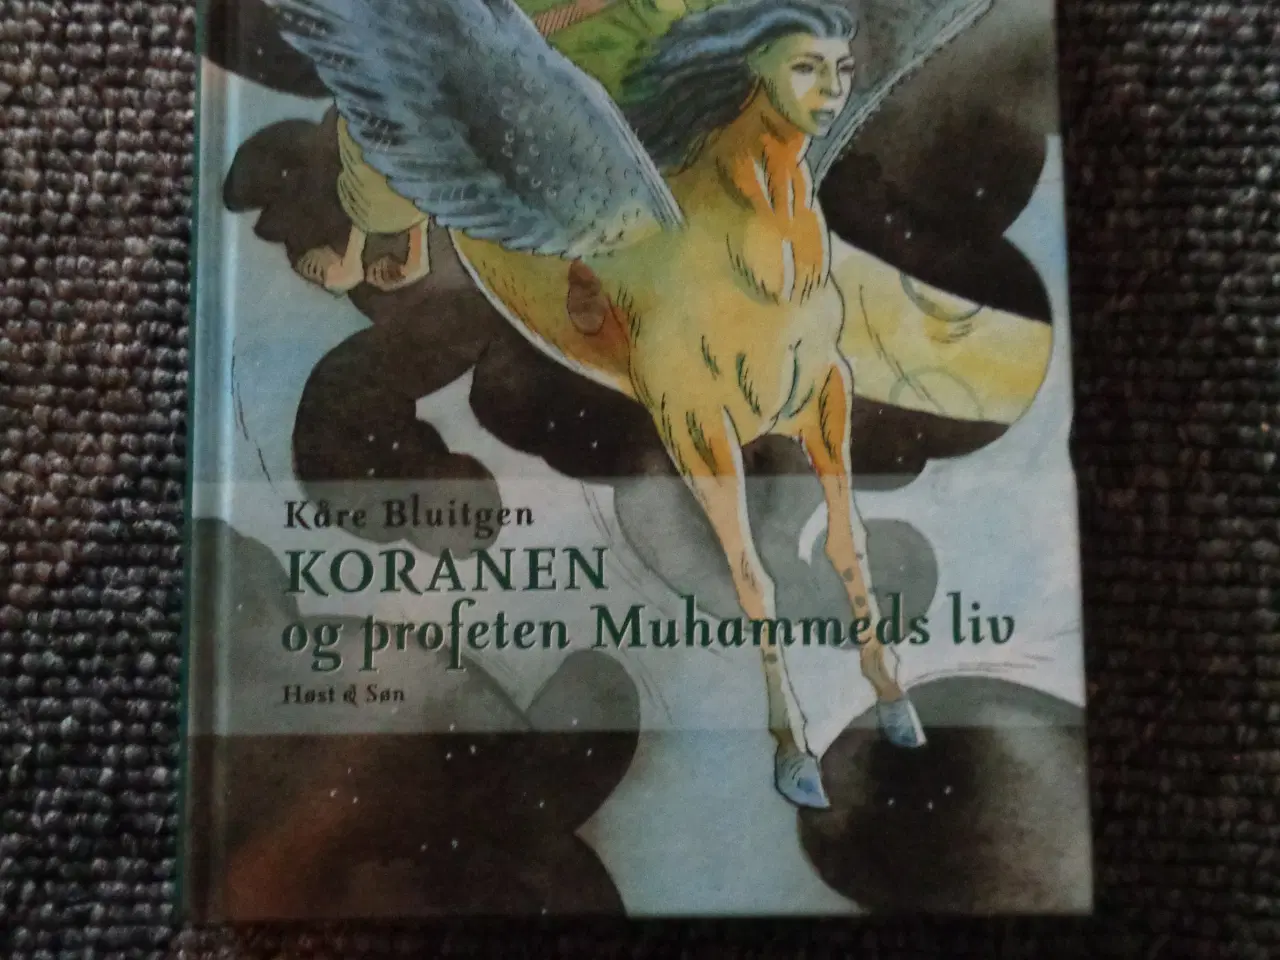 Kåre Bluitgen
KORANEN
og profeten Muhammeds liv
Høst & Søn